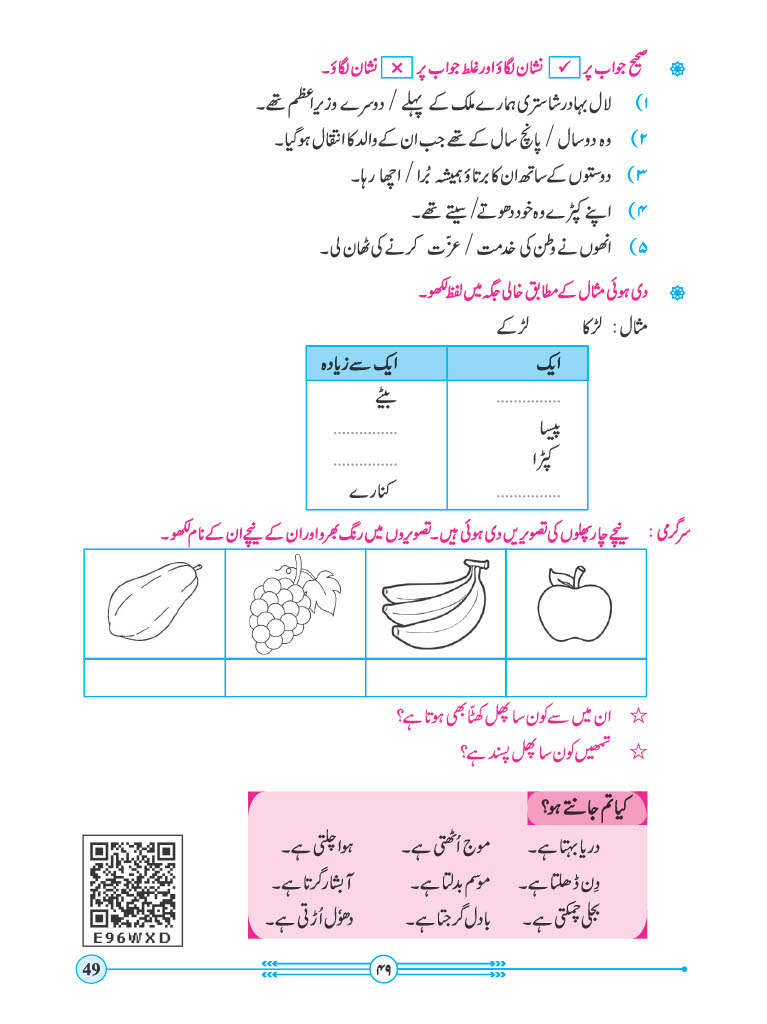 صحیح جواب پر ✓ نشان لگاؤ اور غلط جواب پر × نشان لگاؤ۔
۱) لال بہادر شاستری ہمارے ملک کے پہلے / دوسرے وزیرِ اعظم تھے۔
۲) وہ دو سال / پانچ سال کے تھے جب ان کے والد کا انتقال ہوگیا۔
۳) دوستوں کے ساتھ ان کا برتاؤ ہمیشہ بُرا / اچھا رہا۔
۴) اپنے کپڑے وہ خود دھوتے / سیتے تھے۔
۵) انھوں نے وطن کی خدمت / عزّت کرنے کی ٹھان لی۔
دی ہوئی مثال کے مطابق خالی جگہ میں لفظ لکھو۔
مثال : لڑکا لڑکے
ایک ایک سے زیادہ
............... بیٹے
پیسا ...............
کپڑا ...............
............... کنارے
سرگرمی : نیچے چار پھلوں کی تصویریں دی ہوئی ہیں۔ تصویروں میں رنگ بھرو اور ان کے نیچے ان کے نام لکھو۔
☆ ان میں سے کون سا پھل کھٹّا بھی ہوتا ہے؟
☆ تمھیں کون سا پھل پسند ہے؟
کیا تم جانتے ہو؟
دریا بہتا ہے۔ موج اُٹھتی ہے۔ ہوا چلتی ہے۔
دِن ڈھلتا ہے۔ موسم بدلتا ہے۔ آبشار گرتا ہے۔
بجلی چمکتی ہے۔ بادل گرجتا ہے۔ دھوٗل اُڑتی ہے۔
E96WXD
49 ۴۹